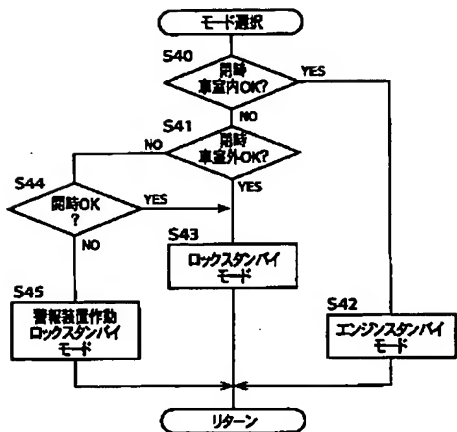 モード選択
S40
閉時
車室内OK?
YES
NO
S41
閉時
車室外OK?
NO
YES
S44
開時OK
?
YES
NO
S43
ロックスタンバイ
モード
S45
警報装置作動
ロックスタンバイ
モード
S42
エンジンスタンバイ
モード
リターン